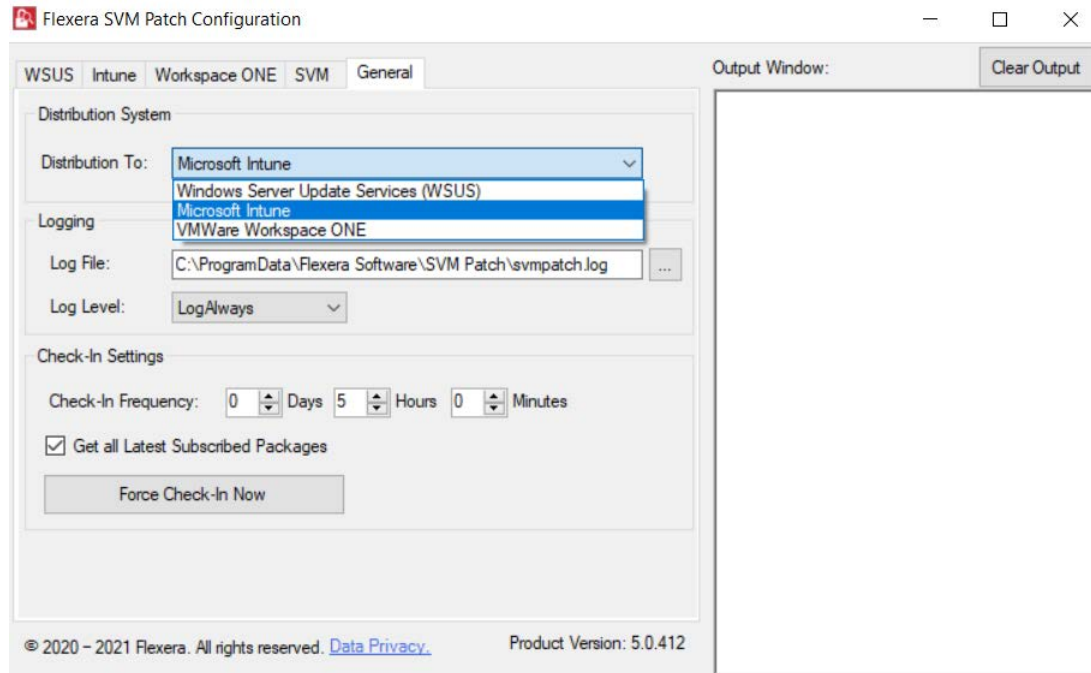 Flexera SVM Patch Configuration
WSUS Intune Workspace ONE SVM General
Output Window:
Clear Output
Distribution System
Distribution To: Microsoft Intune
Windows Server Update Services (WSUS)
Microsoft Intune
VMWare Workspace ONE
Logging
Log File: C:\ProgramData\Flexera Software\SVM Patch\svmpatch.log ...
Log Level: LogAlways
Check-In Settings
Check-In Frequency: 0 Days 5 Hours 0 Minutes
Get all Latest Subscribed Packages
Force Check-In Now
© 2020 – 2021 Flexera. All rights reserved. Data Privacy. Product Version: 5.0.412